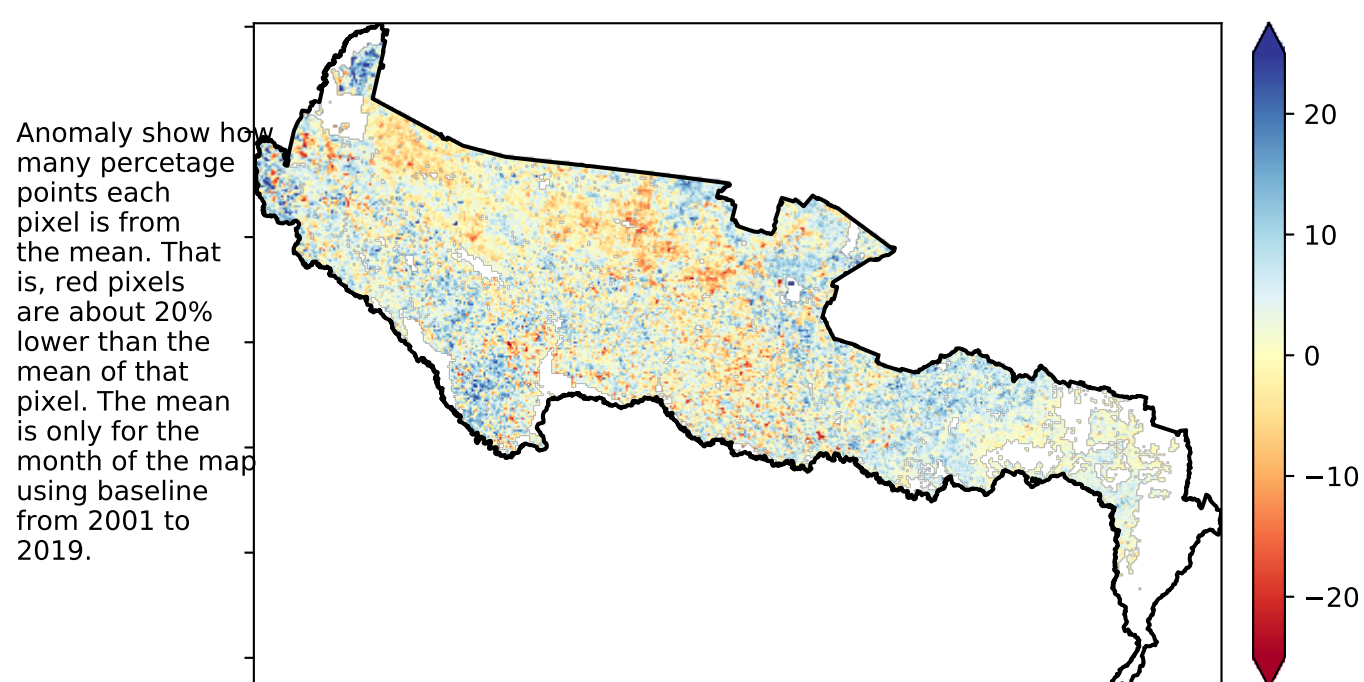 Anomaly show how
many percetage
points each
pixel is from
the mean. That
is, red pixels
are about 20%
lower than the
mean of that
pixel. The mean
is only for the
month of the map
using baseline
from 2001 to
2019.
20
10
0
−10
−20